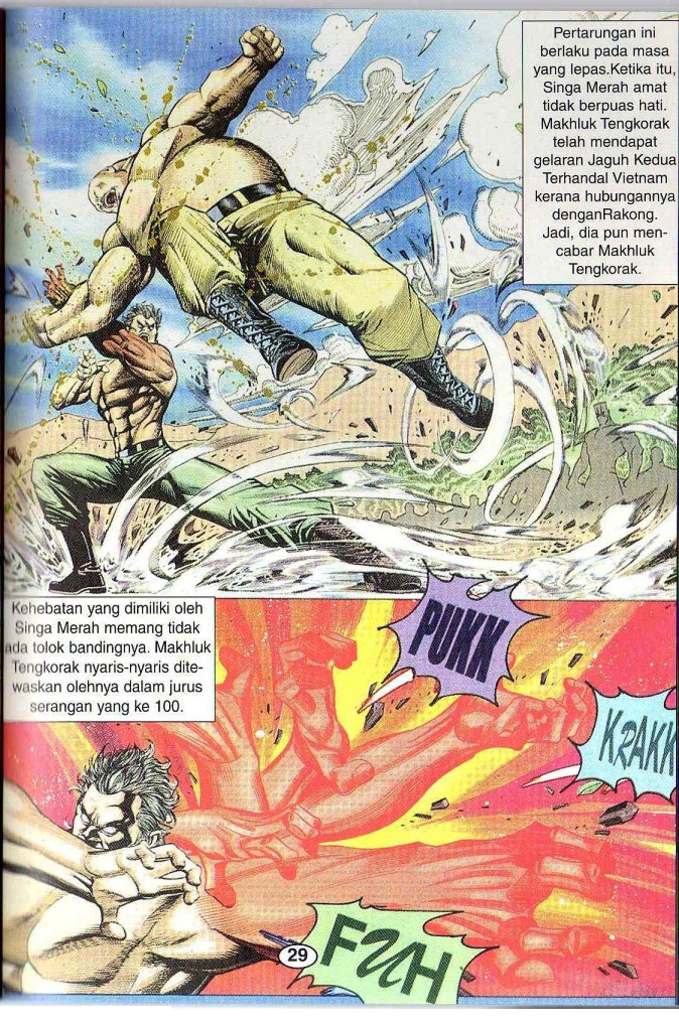 Pertarungan ini
berlaku pada masa
yang lepas.Ketika itu,
Singa Merah amat
tidak berpuas hati.
Makhluk Tengkorak
telah mendapat
gelaran Jaguh Kedua
Terhandal Vietnam
kerana hubungannya
denganRakong.
Jadi, dia pun men-
cabar Makhluk
Tengkorak.
Kehebatan yang dimiliki oleh
Singa Merah memang tidak
ada tolok bandingnya. Makhluk
Tengkorak nyaris-nyaris dite-
waskan olehnya dalam jurus
serangan yang ke 100.
PUKK
KRAKK
FUH
29